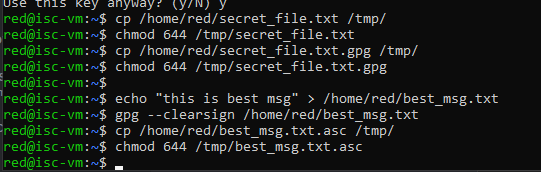 Use this key anyway? (y/N) y
red@isc-vm:~$ cp /home/red/secret_file.txt /tmp/
red@isc-vm:~$ chmod 644 /tmp/secret_file.txt
red@isc-vm:~$ cp /home/red/secret_file.txt.gpg /tmp/
red@isc-vm:~$ chmod 644 /tmp/secret_file.txt.gpg
red@isc-vm:~$
red@isc-vm:~$ echo "this is best msg" > /home/red/best_msg.txt
red@isc-vm:~$ gpg --clearsign /home/red/best_msg.txt
red@isc-vm:~$ cp /home/red/best_msg.txt.asc /tmp/
red@isc-vm:~$ chmod 644 /tmp/best_msg.txt.asc
red@isc-vm:~$